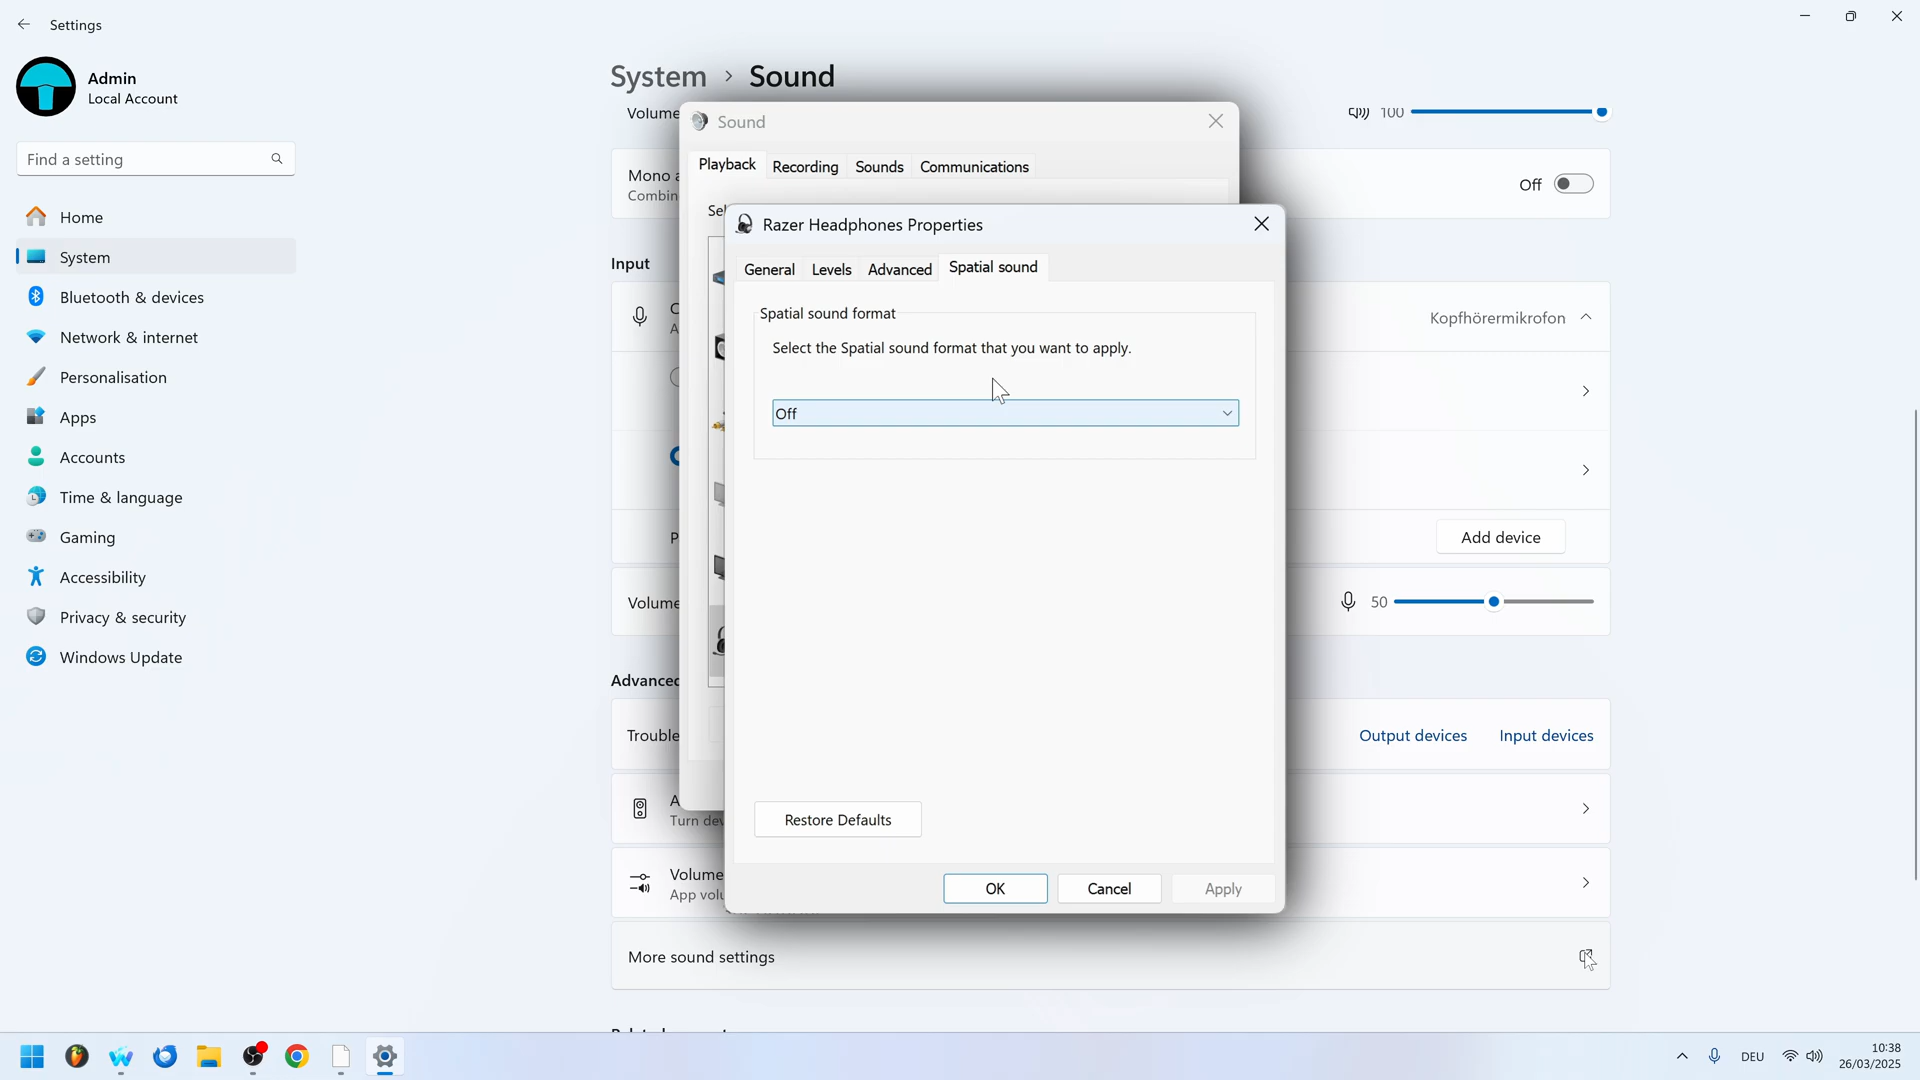 Settings
Admin
Local Account
Find a setting
Home
System
Bluetooth & devices
Network & internet
Personalisation
Apps
Accounts
Time & language
Gaming
Accessibility
Privacy & security
Windows Update
System > Sound
Volume
100
Mono
Combin
Off
Input
Kopfhörermikrofon
Add device
Volume
50
Advanced
Trouble
Output devices
Input devices
Turn dev
Volume
App volu
More sound settings
Sound
Playback
Recording
Sounds
Communications
Sel
Razer Headphones Properties
General
Levels
Advanced
Spatial sound
Spatial sound format
Select the Spatial sound format that you want to apply.
Off
Restore Defaults
OK
Cancel
Apply
DEU
10:38
26/03/2025